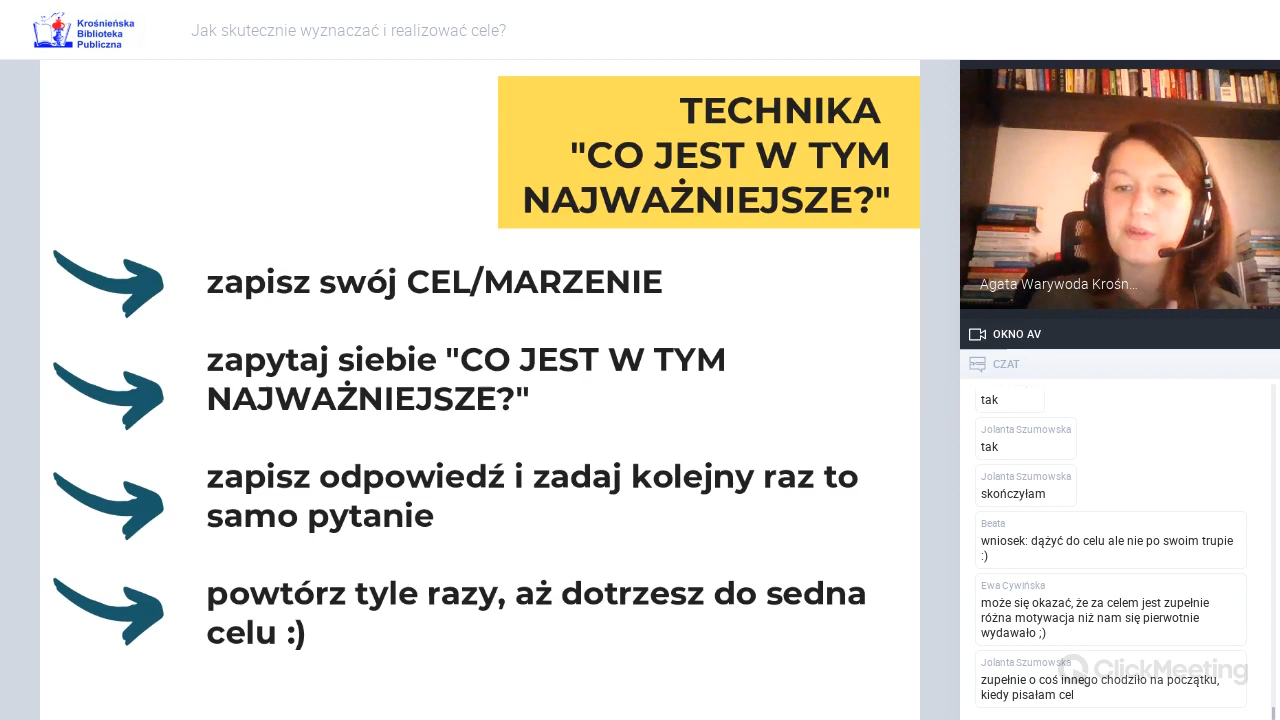 Krośnieńska
Biblioteka
Publiczna
Jak skutecznie wyznaczać i realizować cele?
TECHNIKA
"CO JEST W TYM
NAJWAŻNIEJSZE?"
zapisz swój CEL/MARZENIE
zapytaj siebie "CO JEST W TYM
NAJWAŻNIEJSZE?"
zapisz odpowiedź i zadaj kolejny raz to
samo pytanie
powtórz tyle razy, aż dotrzesz do sedna
celu :)
Agata Warywoda Krośn...
OKNO AV
CZAT
tak
Jolanta Szumowska
tak
Jolanta Szumowska
skończyłam
Beata
wniosek: dążyć do celu ale nie po swoim trupie
:)
Ewa Cywińska
może się okazać, że za celem jest zupełnie
różna motywacja niż nam się pierwotnie
wydawało ;)
Jolanta Szumowska
zupełnie o coś innego chodziło na początku,
kiedy pisałam cel
ClickMeeting